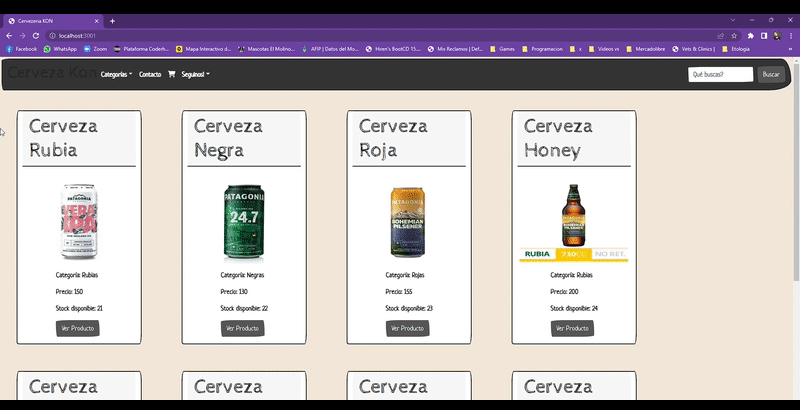 Cervezeria KON
localhost:3001
Facebook WhatsApp Zoom Plataforma Coderh... Mapa Interactivo d... Mascotas El Molino... AFIP | Datos del Mo... Hiren's BootCD 15.... Mis Reclamos | Def... Games Programacion x Videos vs Mercadolibre Vets & Clinics | Etologia
Cerveza Kon Categorias Contacto Seguinos! Qué buscas? Buscar
Cerveza Rubia
Cerveza Negra
Cerveza Roja
Cerveza Honey
PATAGONIA
24.7
PATAGONIA
BOHEMIAN
PILSENER
RUBIA 730CC NO RET.
Categoria: Rubias
Precio: 150
Stock disponible: 21
Ver Producto
Categoria: Negras
Precio: 130
Stock disponible: 22
Ver Producto
Categoria: Rojas
Precio: 155
Stock disponible: 23
Ver Producto
Categoria: Rubias
Precio: 200
Stock disponible: 24
Ver Producto
Cerveza
Cerveza
Cerveza
Cerveza